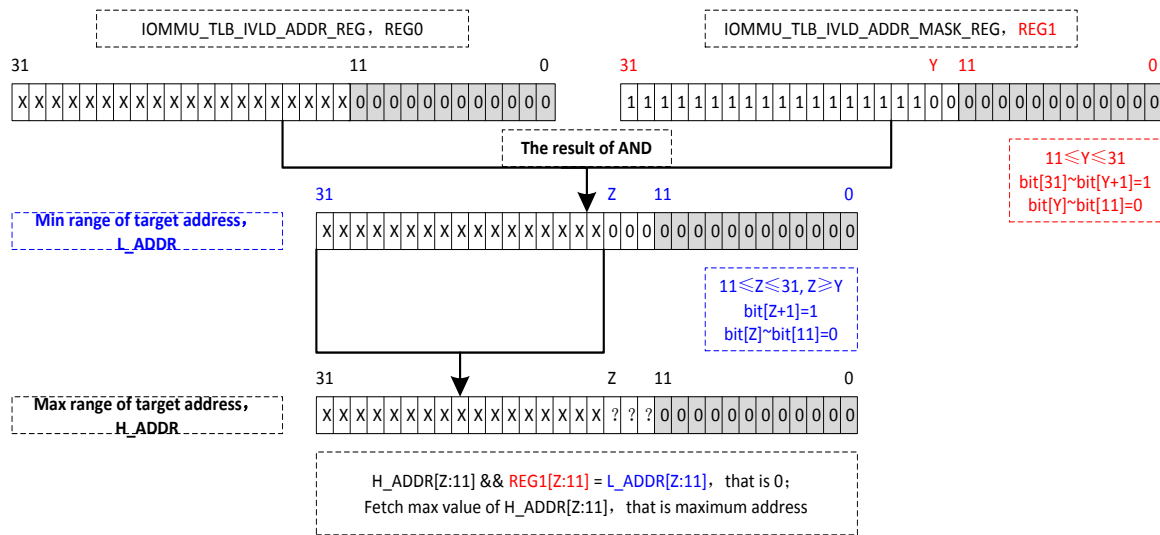 IOMMU_TLB_IVLD_ADDR_REG, REG0
IOMMU_TLB_IVLD_ADDR_MASK_REG, REG1
31 11 0
31 Y 11 0
X X X X X X X X X X X X X X X X X X X X 0 0 0 0 0 0 0 0 0 0 0 0
1 1 1 1 1 1 1 1 1 1 1 1 1 1 1 1 1 1 0 0 0 0 0 0 0 0 0 0 0 0 0 0
The result of AND
11≤Y≤31
bit[31]~bit[Y+1]=1
bit[Y]~bit[11]=0
31 Z 11 0
Min range of target address,
L_ADDR
X X X X X X X X X X X X X X X X X 0 0 0 0 0 0 0 0 0 0 0 0 0 0 0
11≤Z≤31, Z≥Y
bit[Z+1]=1
bit[Z]~bit[11]=0
31 Z 11 0
Max range of target address,
H_ADDR
X X X X X X X X X X X X X X X X X ? ? ? 0 0 0 0 0 0 0 0 0 0 0 0
H_ADDR[Z:11] && REG1[Z:11] = L_ADDR[Z:11], that is 0;
Fetch max value of H_ADDR[Z:11], that is maximum address